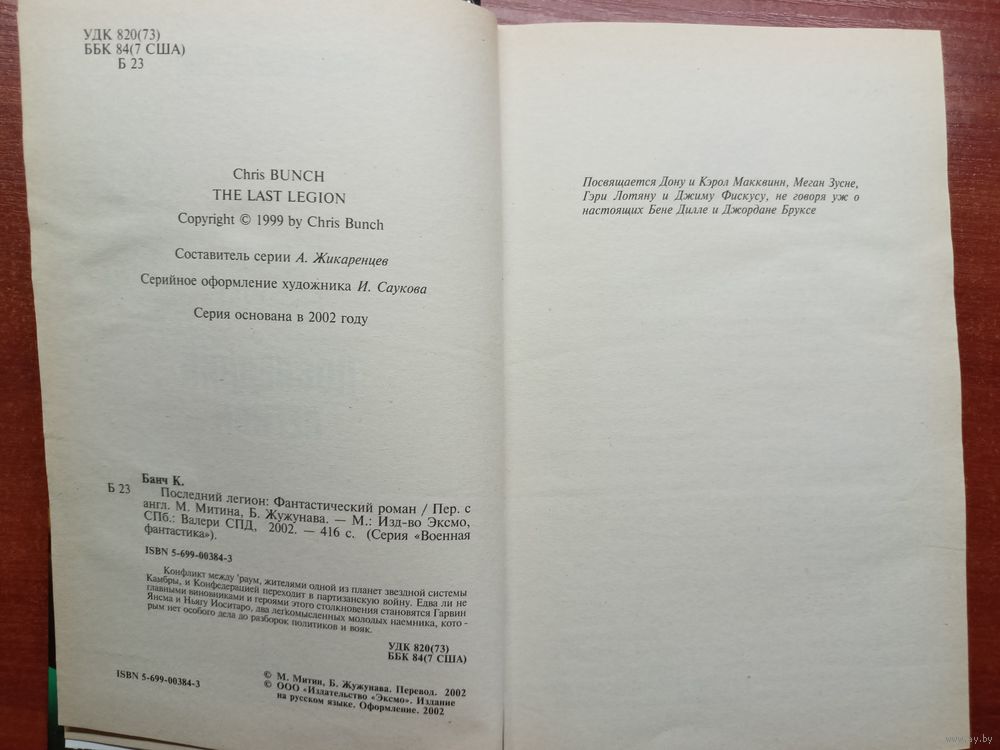 УДК 820(73)
ББК 84(7 США)
Б 23
Chris BUNCH
THE LAST LEGION
Copyright © 1999 by Chris Bunch
Составитель серии А. Жикаренцев
Серийное оформление художника И. Саукова
Серия основана в 2002 году
Банч К.
Б 23 Последний легион: Фантастический роман / Пер. с
англ. М. Митина, Б. Жужунава. — М.: Изд-во Эксмо,
СПб.: Валери СПД, 2002. — 416 с. (Серия «Военная
фантастика»).
ISBN 5-699-00384-3
Конфликт между 'раум, жителями одной из планет звездной системы
Камбры, и Конфедерацией переходит в партизанскую войну. Едва ли не
главными виновниками и героями этого столкновения становятся Гарвин
Янсма и Ньягу Иоситаро, два легкомысленных молодых наемника, кото-
рым нет особого дела до разборок политиков и вояк.
УДК 820(73)
ББК 84(7 США)
ISBN 5-699-00384-3
© М. Митин, Б. Жужунава. Перевод. 2002
© ООО «Издательство «Эксмо». Издание
на русском языке. Оформление. 2002
Посвящается Дону и Кэрол Макквинн, Меган Зусне,
Гэри Лотяну и Джиму Фискусу, не говоря уж о
настоящих Бене Дилле и Джордане Бруксе
www.ay.by